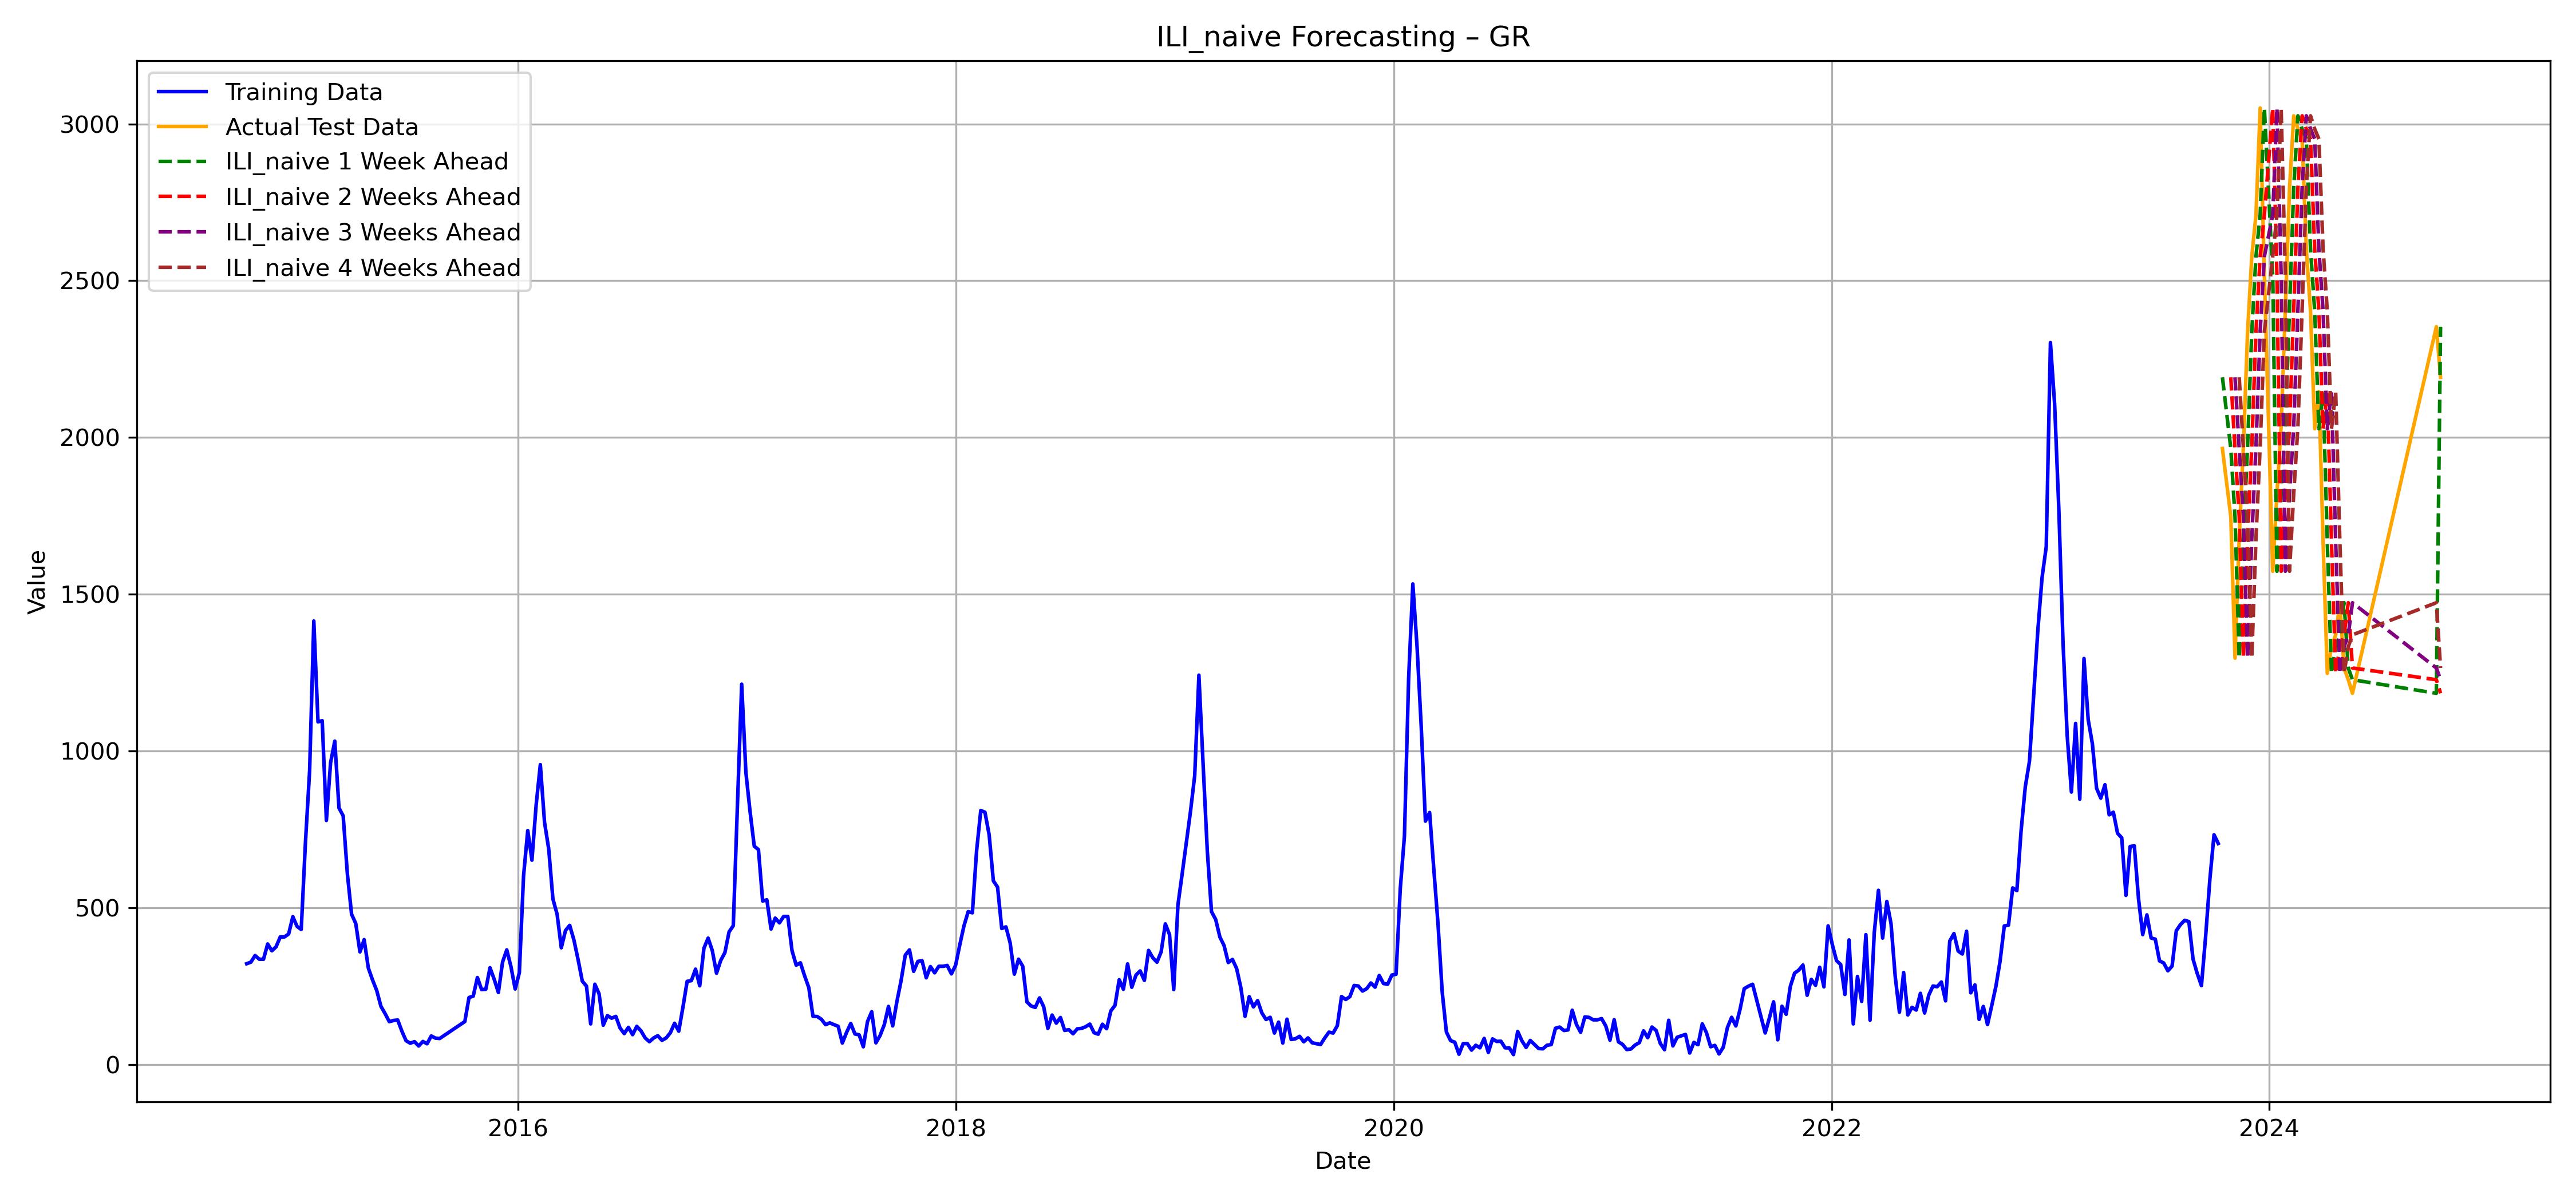 ILI_naive Forecasting – GR
Training Data
Actual Test Data
ILI_naive 1 Week Ahead
ILI_naive 2 Weeks Ahead
ILI_naive 3 Weeks Ahead
ILI_naive 4 Weeks Ahead
3000
2500
2000
1500
1000
500
0
Value
2016
2018
2020
2022
2024
Date